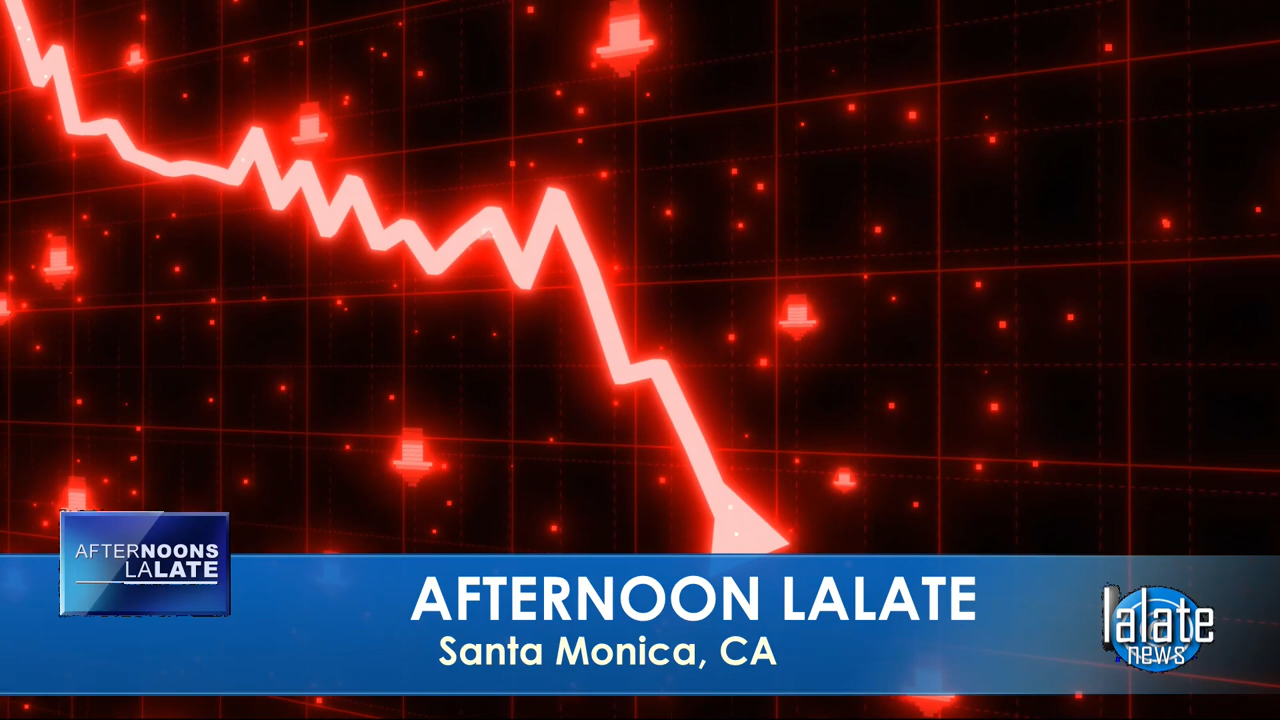 AFTERNOONS
LALATE
AFTERNOON LALATE
Santa Monica, CA
lalate
news